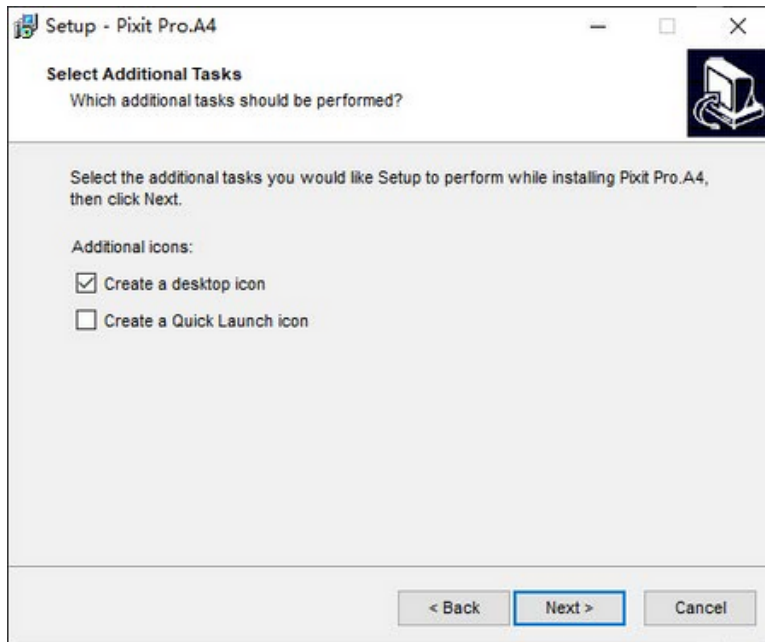 Setup - Pixit Pro.A4
Select Additional Tasks
Which additional tasks should be performed?
Select the additional tasks you would like Setup to perform while installing Pixit Pro.A4,
then click Next.
Additional icons:
Create a desktop icon
Create a Quick Launch icon
< Back
Next >
Cancel